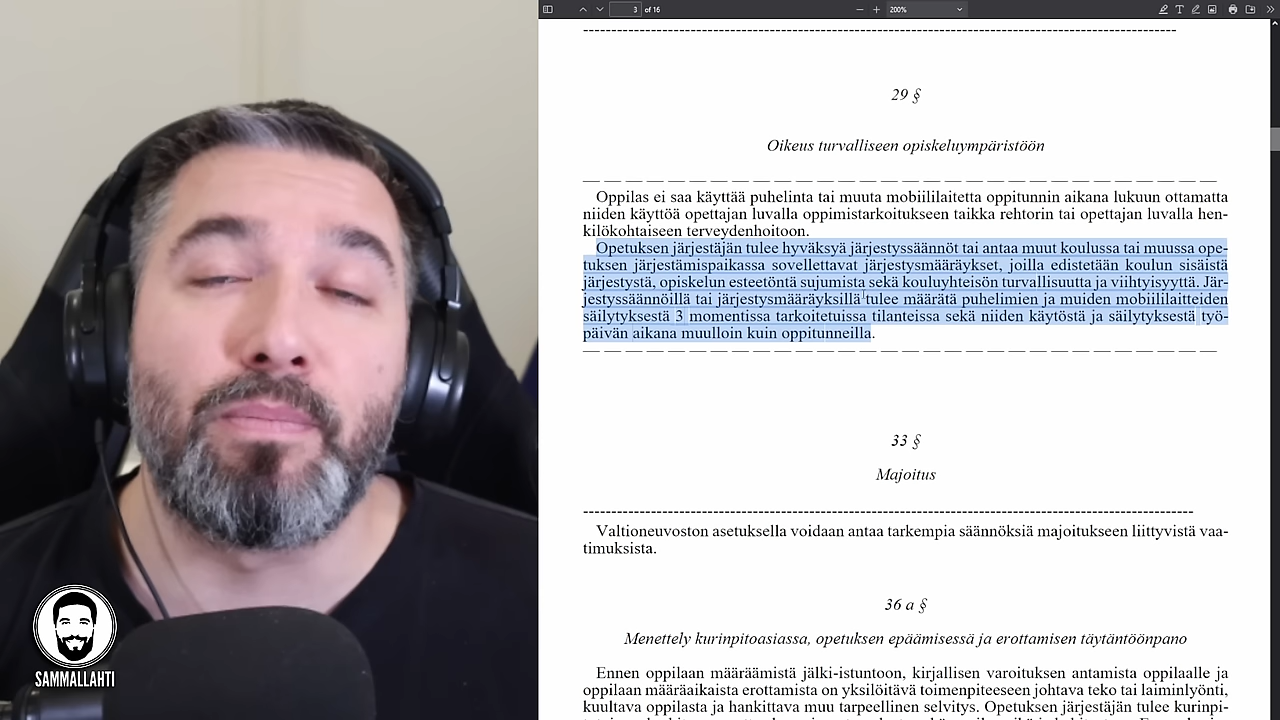 3 of 16
200%
29 §
Oikeus turvalliseen opiskeluympäristöön
Oppilas ei saa käyttää puhelinta tai muuta mobiililaitetta oppitunnin aikana lukuun ottamatta
niiden käyttöä opettajan luvalla oppimistarkoitukseen taikka rehtorin tai opettajan luvalla hen-
kilökohtaiseen terveydenhoitoon.
Opetuksen järjestäjän tulee hyväksyä järjestyssäännöt tai antaa muut koulussa tai muussa ope-
tuksen järjestämispaikassa sovellettavat järjestysmääräykset, joilla edistetään koulun sisäistä
järjestystä, opiskelun esteetöntä sujumista sekä kouluyhteisön turvallisuutta ja viihtyisyyttä. Jär-
jestyssäännöillä tai järjestysmääräyksillä tulee määrätä puhelimien ja muiden mobiililaitteiden
säilytyksestä 3 momentissa tarkoitetuissa tilanteissa sekä niiden käytöstä ja säilytyksestä työ-
päivän aikana muulloin kuin oppitunneilla.
33 §
Majoitus
Valtioneuvoston asetuksella voidaan antaa tarkempia säännöksiä majoitukseen liittyvistä vaa-
timuksista.
36 a §
Menettely kurinpitoasiassa, opetuksen epäämisessä ja erottamisen täytäntöönpano
Ennen oppilaan määräämistä jälki-istuntoon, kirjallisen varoituksen antamista oppilaalle ja
oppilaan määräaikaista erottamista on yksilöitävä toimenpiteeseen johtava teko tai laiminlyönti,
kuultava oppilasta ja hankittava muu tarpeellinen selvitys. Opetuksen järjestäjän tulee kurinpi-
SAMMALLAHTI